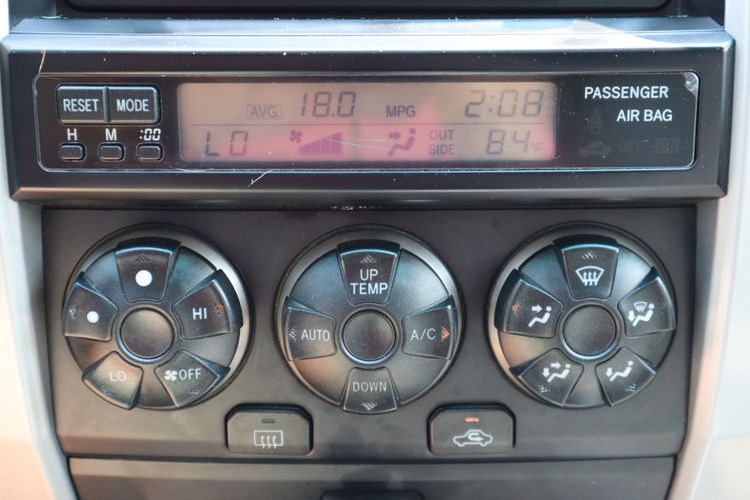 RESET MODE
H M :00
AVG. 18.0 MPG 2:08
LO OUT SIDE 84°F
PASSENGER
AIR BAG
OFF ON
UP
TEMP
AUTO A/C
DOWN
HI
LO OFF